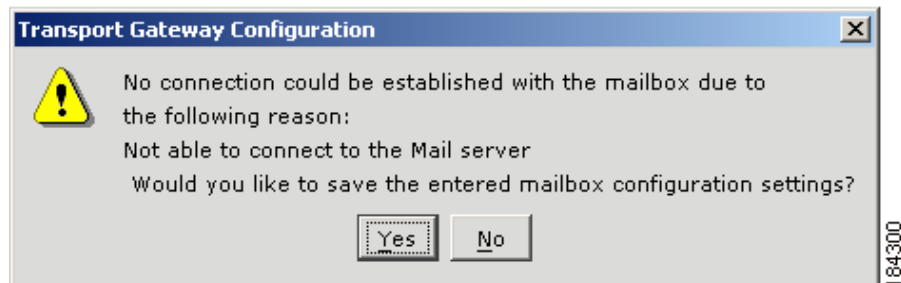 Transport Gateway Configuration
No connection could be established with the mailbox due to
the following reason:
Not able to connect to the Mail server
Would you like to save the entered mailbox configuration settings?
Yes No
184300